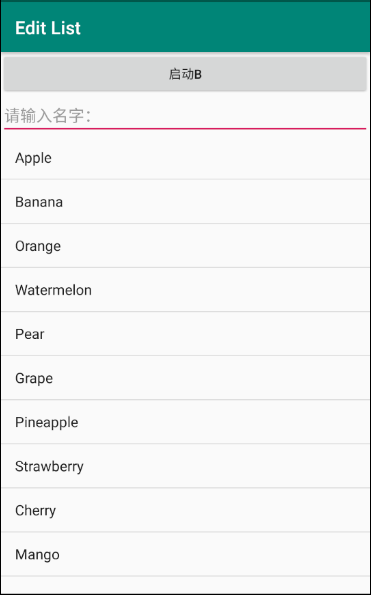 Edit List
启动B
请输入名字：
Apple
Banana
Orange
Watermelon
Pear
Grape
Pineapple
Strawberry
Cherry
Mango